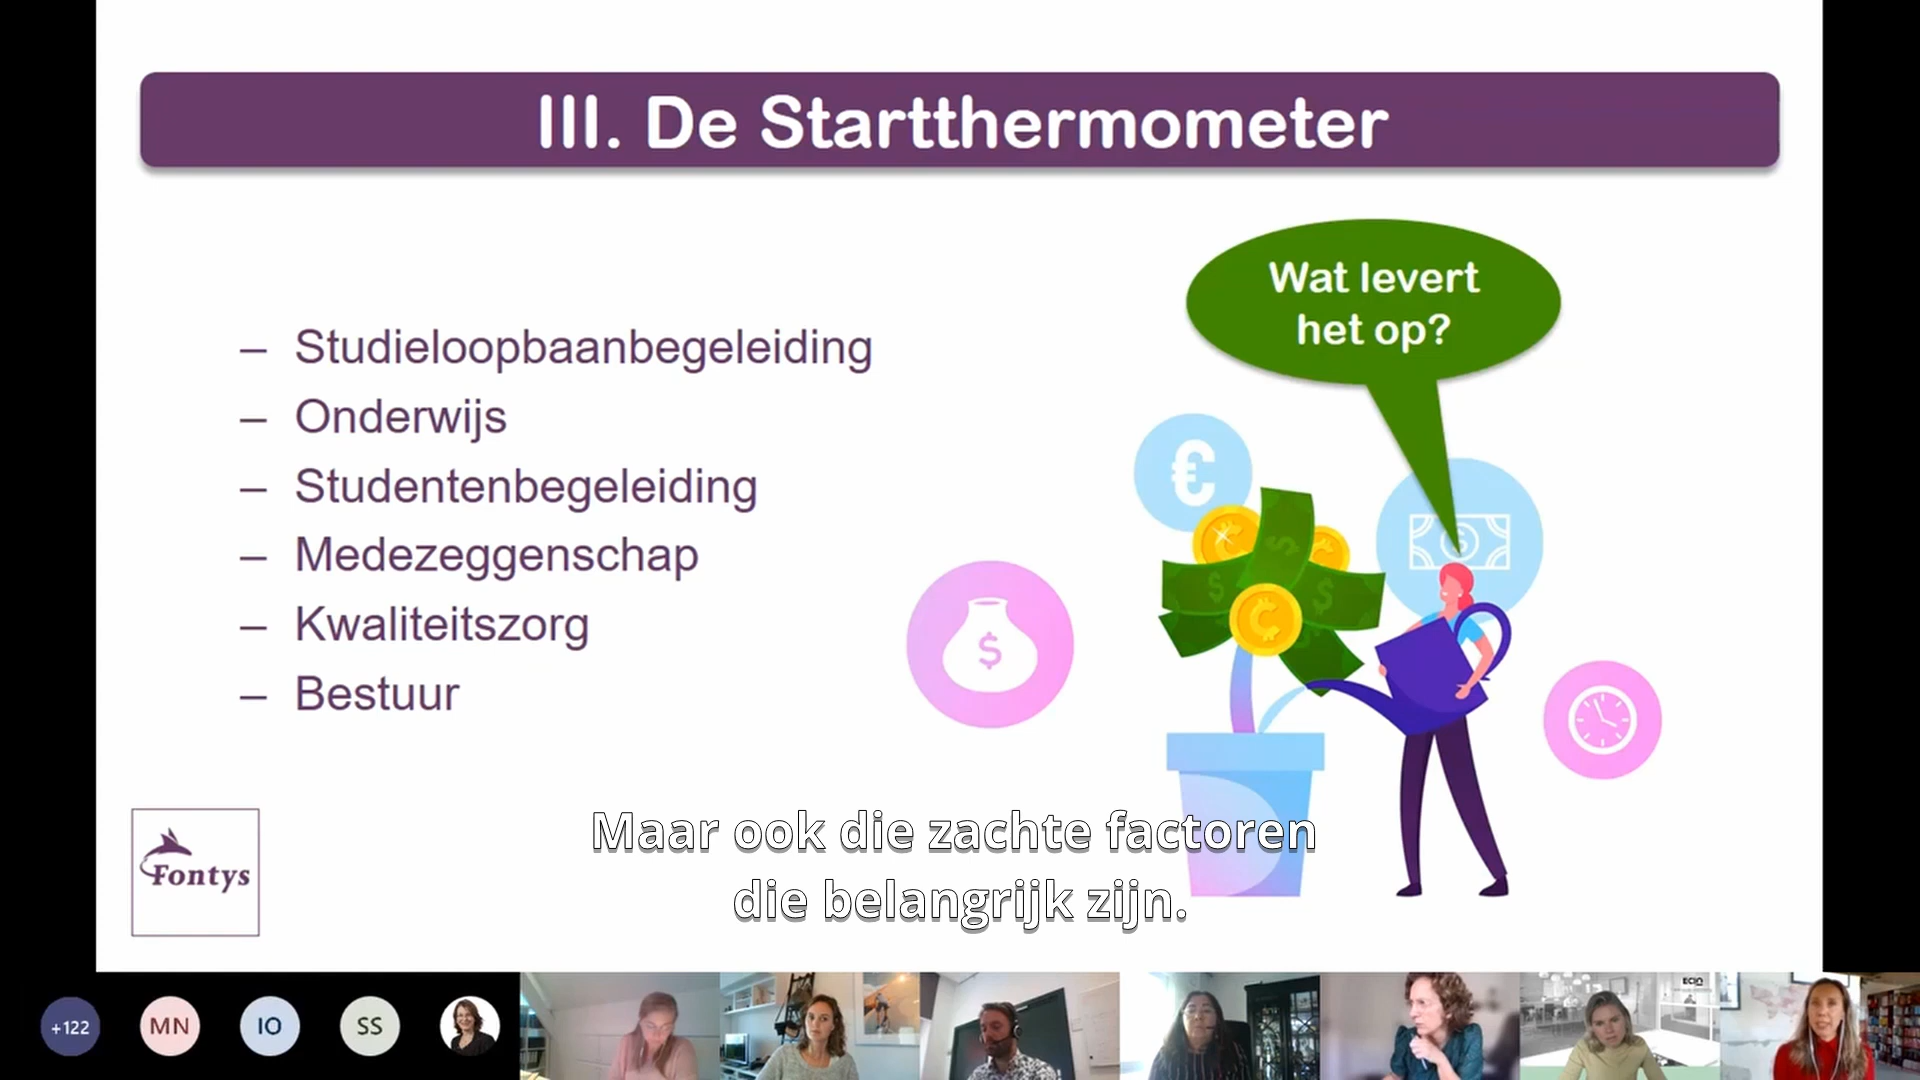 III. De Startthermometer
Wat levert
het op?
– Studieloopbaanbegeleiding
– Onderwijs
– Studentenbegeleiding
– Medezeggenschap
– Kwaliteitszorg
– Bestuur
€
$
Fontys
Maar ook die zachte factoren
die belangrijk zijn.
+122
MN
IO
SS
ECIO